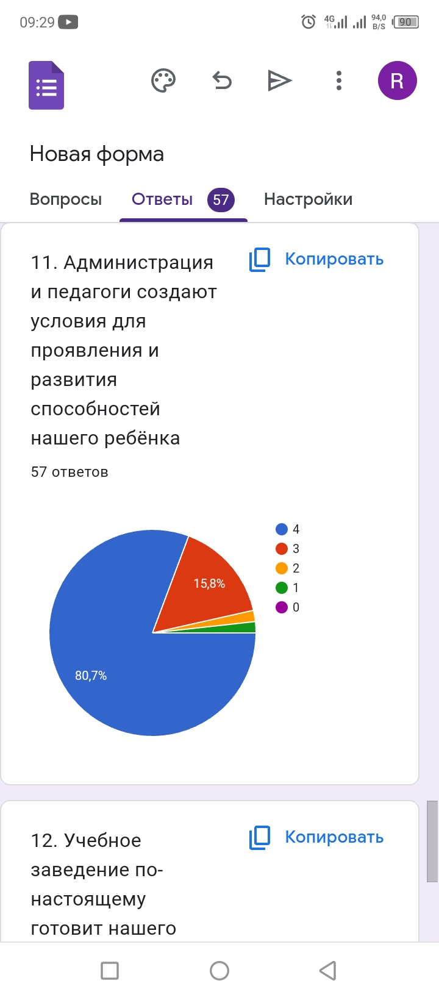 09:29
4G
94,0
B/S
90
R
Новая форма
Вопросы
Ответы 57
Настройки
11. Администрация
и педагоги создают
условия для
проявления и
развития
способностей
нашего ребёнка
Копировать
57 ответов
4
3
2
1
0
15,8%
80,7%
12. Учебное
заведение по-
настоящему
готовит нашего
Копировать